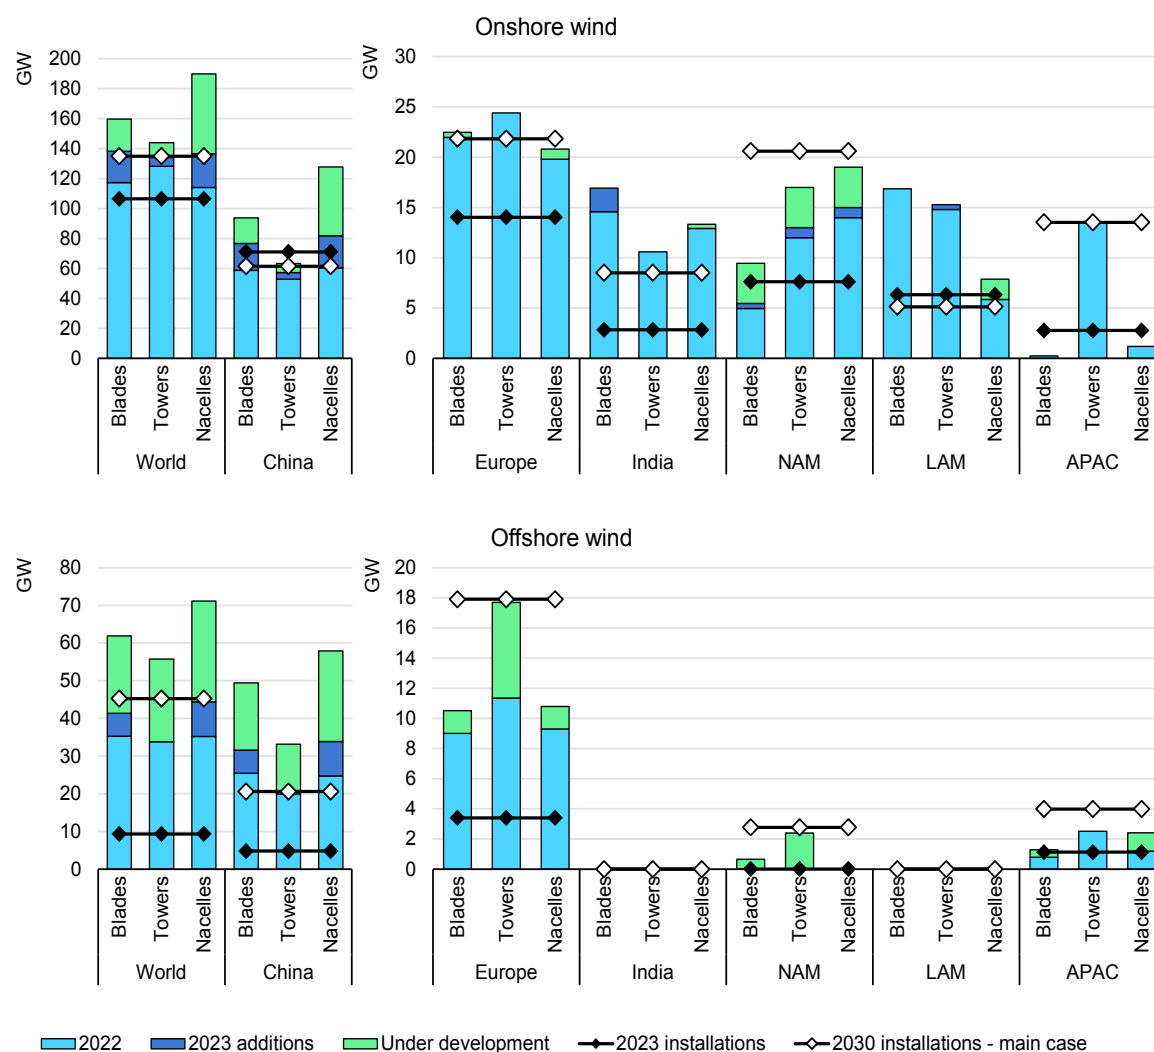 Onshore wind
GW
200
180
160
140
120
100
80
60
40
20
0
Blades Towers Nacelles Blades Towers Nacelles
World China
GW
30
25
20
15
10
5
0
Blades Towers Nacelles Blades Towers Nacelles Blades Towers Nacelles Blades Towers Nacelles Blades Towers Nacelles
Europe India NAM LAM APAC
Offshore wind
GW
80
70
60
50
40
30
20
10
0
Blades Towers Nacelles Blades Towers Nacelles
World China
GW
20
18
16
14
12
10
8
6
4
2
0
Blades Towers Nacelles Blades Towers Nacelles Blades Towers Nacelles Blades Towers Nacelles Blades Towers Nacelles
Europe India NAM LAM APAC
2022 2023 additions Under development 2023 installations 2030 installations - main case